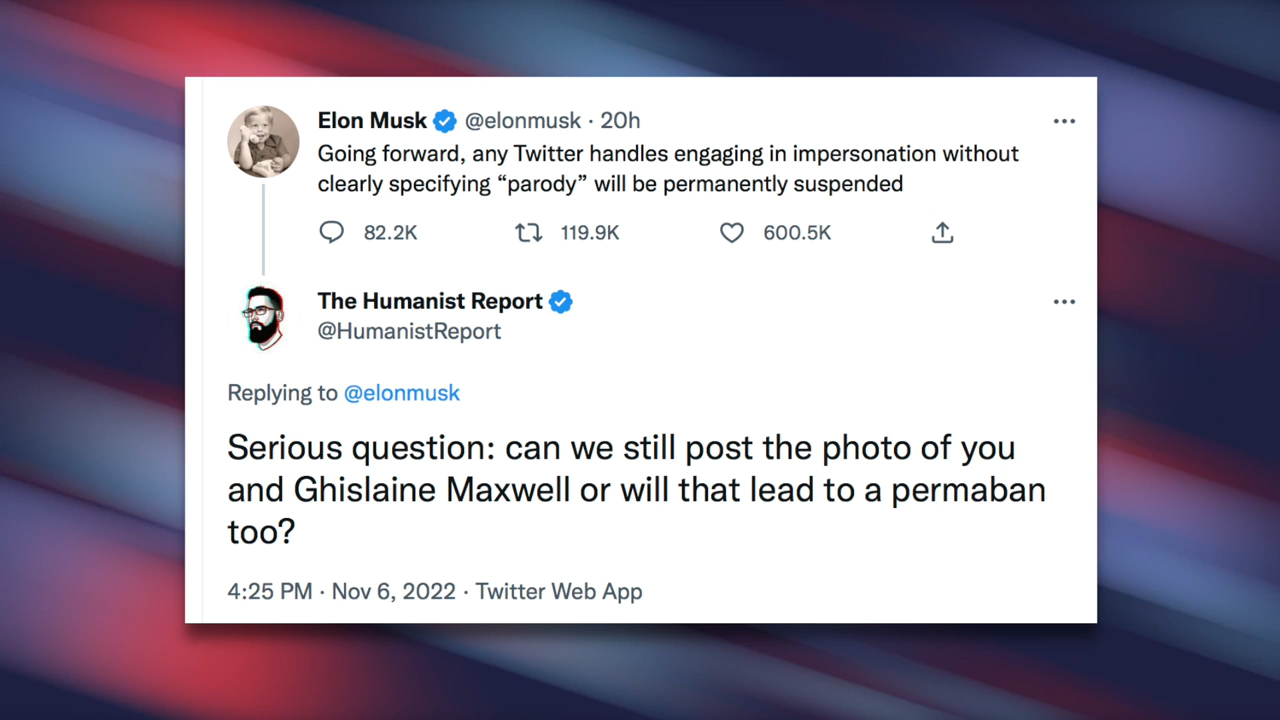 Elon Musk @elonmusk · 20h
Going forward, any Twitter handles engaging in impersonation without
clearly specifying “parody” will be permanently suspended
82.2K 119.9K 600.5K
The Humanist Report
@HumanistReport
Replying to @elonmusk
Serious question: can we still post the photo of you
and Ghislaine Maxwell or will that lead to a permaban
too?
4:25 PM · Nov 6, 2022 · Twitter Web App